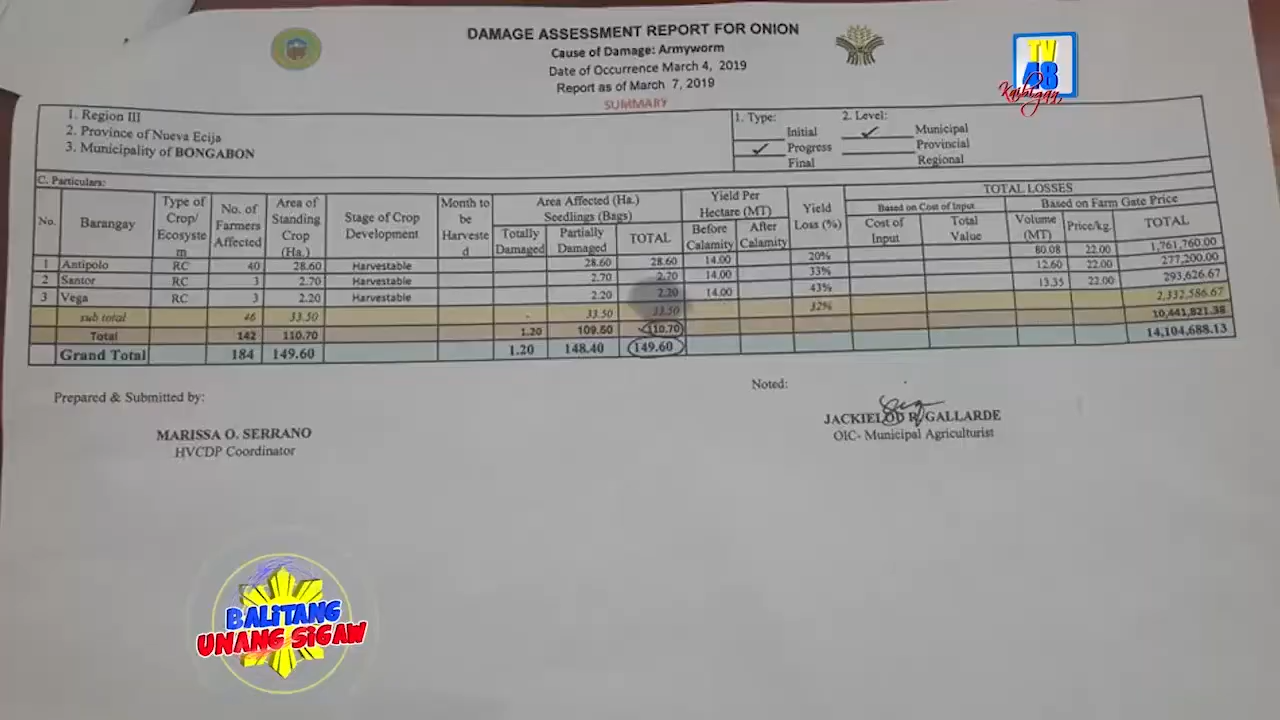 DAMAGE ASSESSMENT REPORT FOR ONION
Cause of Damage: Armyworm
Date of Occurrence March 4, 2019
Report as of March 7, 2019
SUMMARY
TV
48
Kaibigan
1. Region III
2. Province of Nueva Ecija
3. Municipality of BONGABON
1. Type: 2. Level:
Initial ✓ Municipal
✓ Progress Provincial
Final Regional
C. Particulars:
No. Barangay Type of Crop/ Ecosyste m No. of Farmers Affected Area of Standing Crop (Ha.) Stage of Crop Development Month to be Harveste d Area Affected (Ha.) Seedlings (Bags) Totally Damaged Partially Damaged TOTAL Yield Per Hectare (MT) Before Calamity After Calamity Yield Loss (%) TOTAL LOSSES Based on Cost of Input Cost of Input Total Value Based on Farm Gate Price Volume (MT) Price/kg. TOTAL
1 Antipolo RC 40 28.60 Harvestable 28.60 28.60 14.00 20% 80.08 22.00 1,761,760.00
2 Santor RC 3 2.70 Harvestable 2.70 2.70 14.00 33% 12.60 22.00 277,200.00
3 Vega RC 3 2.20 Harvestable 2.20 2.20 14.00 43% 13.35 22.00 293,626.67
sub total 46 33.50 - 33.50 33.50 32% 2,332,586.67
Total 142 110.70 1.20 109.50 110.70 10,441,821.38
Grand Total 184 149.60 1.20 148.40 149.60 14,104,688.13
Prepared & Submitted by:
MARISSA O. SERRANO
HVCDP Coordinator
Noted:
JACKIELOD R. GALLARDE
OIC- Municipal Agriculturist
BALITANG
UNANG SIGAW